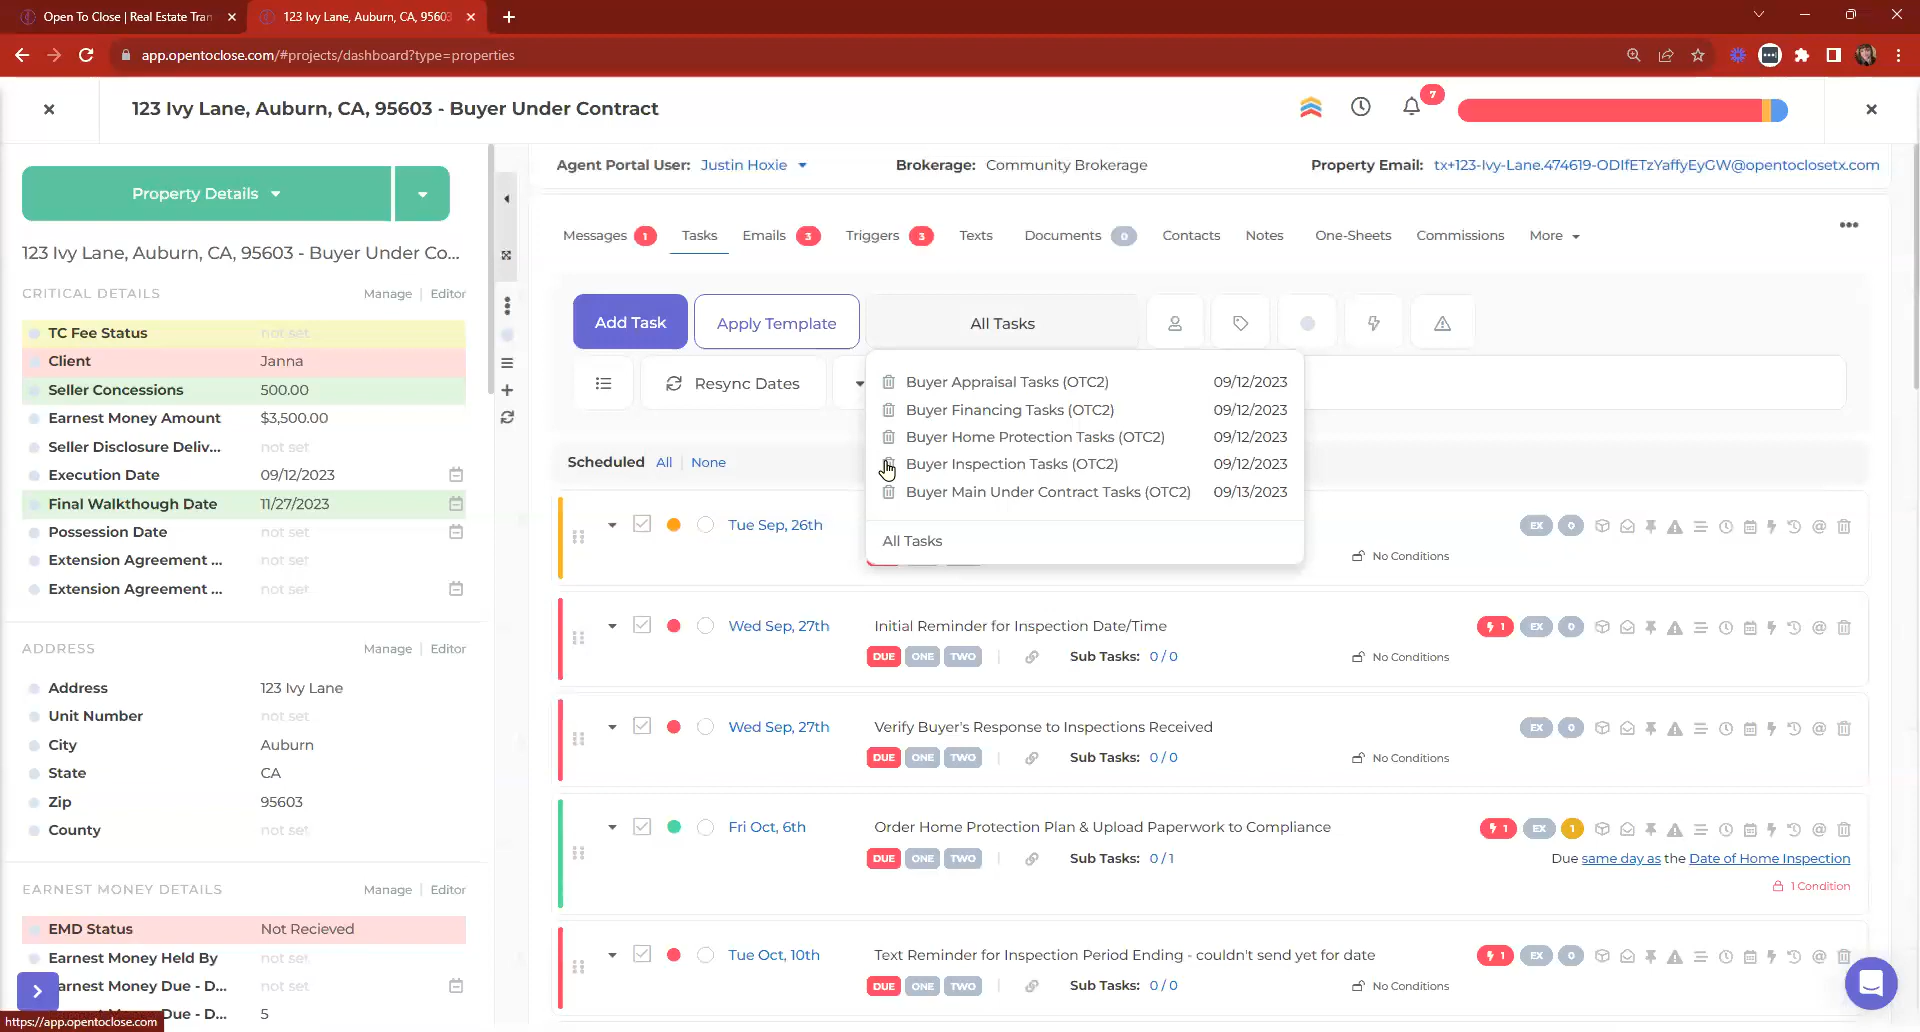 Open To Close | Real Estate Tran
123 Ivy Lane, Auburn, CA, 95603
app.opentoclose.com/#projects/dashboard?type=properties
123 Ivy Lane, Auburn, CA, 95603 - Buyer Under Contract
7
Property Details
123 Ivy Lane, Auburn, CA, 95603 - Buyer Under Co...
CRITICAL DETAILS Manage | Editor
TC Fee Status not set
Client Janna
Seller Concessions 500.00
Earnest Money Amount $3,500.00
Seller Disclosure Deliv... not set
Execution Date 09/12/2023
Final Walkthough Date 11/27/2023
Possession Date not set
Extension Agreement ... not set
Extension Agreement ... not set
ADDRESS Manage | Editor
Address 123 Ivy Lane
Unit Number not set
City Auburn
State CA
Zip 95603
County not set
EARNEST MONEY DETAILS Manage | Editor
EMD Status Not Recieved
Earnest Money Held By not set
arnest Money Due - D... not set
ney Due - D... 5
https://app.opentoclose.com
Agent Portal User: Justin Hoxie Brokerage: Community Brokerage Property Email: tx+123-Ivy-Lane.474619-ODIfETzYaffyEyGW@opentoclosetx.com
Messages 1 Tasks Emails 3 Triggers 3 Texts Documents 0 Contacts Notes One-Sheets Commissions More
Add Task Apply Template All Tasks
Resync Dates
Buyer Appraisal Tasks (OTC2) 09/12/2023
Buyer Financing Tasks (OTC2) 09/12/2023
Buyer Home Protection Tasks (OTC2) 09/12/2023
Buyer Inspection Tasks (OTC2) 09/12/2023
Buyer Main Under Contract Tasks (OTC2) 09/13/2023
All Tasks
Scheduled All | None
Tue Sep, 26th EX 0
No Conditions
Wed Sep, 27th Initial Reminder for Inspection Date/Time 1 EX 0
DUE ONE TWO | Sub Tasks: 0 / 0 No Conditions
Wed Sep, 27th Verify Buyer's Response to Inspections Received EX 0
DUE ONE TWO | Sub Tasks: 0 / 0 No Conditions
Fri Oct, 6th Order Home Protection Plan & Upload Paperwork to Compliance 1 EX 1
DUE ONE TWO | Sub Tasks: 0 / 1 Due same day as the Date of Home Inspection
1 Condition
Tue Oct, 10th Text Reminder for Inspection Period Ending - couldn't send yet for date 1 EX 0
DUE ONE TWO | Sub Tasks: 0 / 0 No Conditions